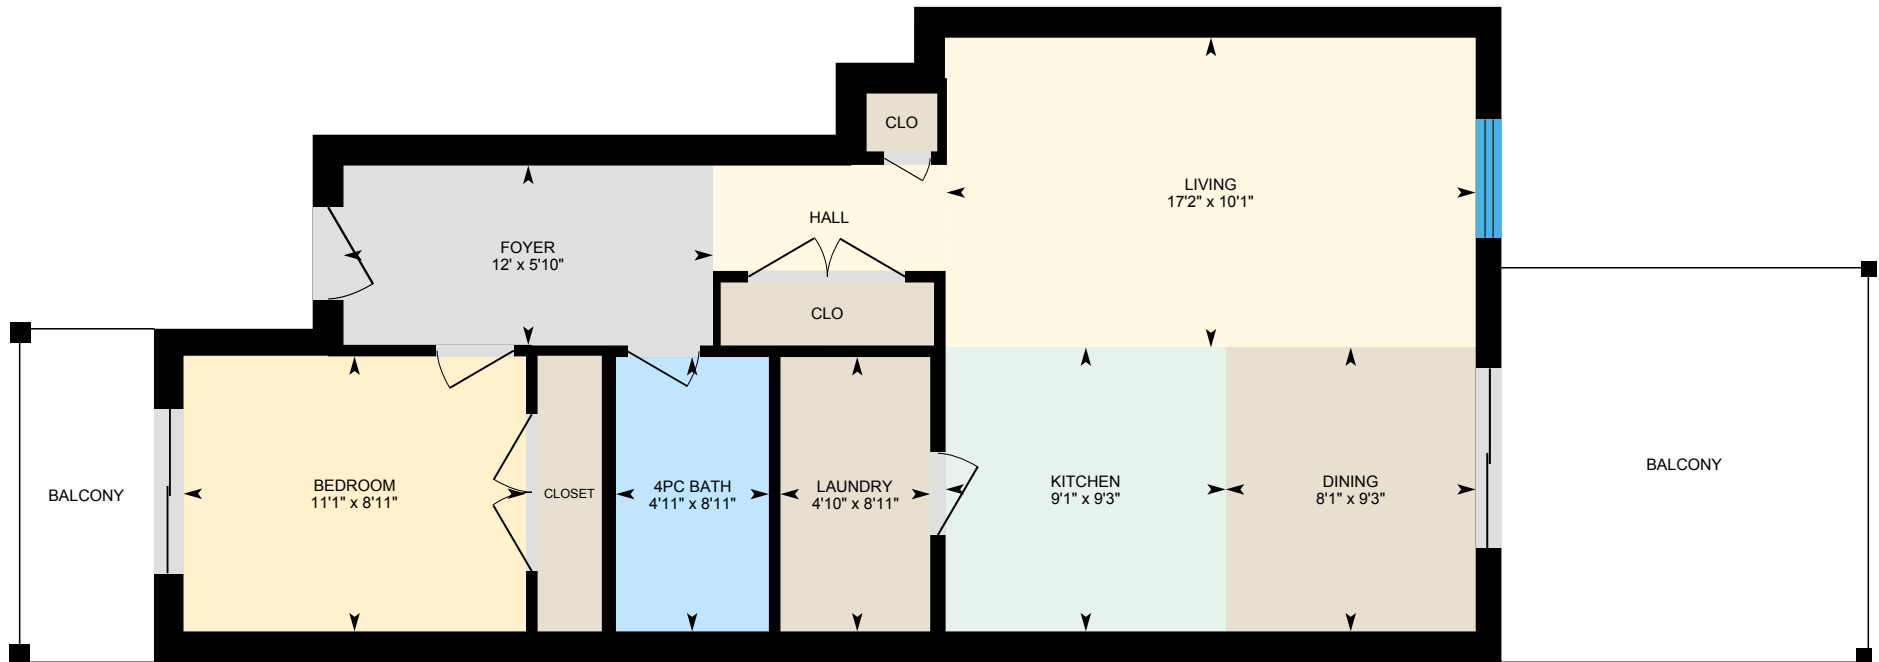 CLO
LIVING
17'2" x 10'1"
HALL
FOYER
12' x 5'10"
CLO
BALCONY
BEDROOM
11'1" x 8'11"
CLOSET
4PC BATH
4'11" x 8'11"
LAUNDRY
4'10" x 8'11"
KITCHEN
9'1" x 9'3"
DINING
8'1" x 9'3"
BALCONY